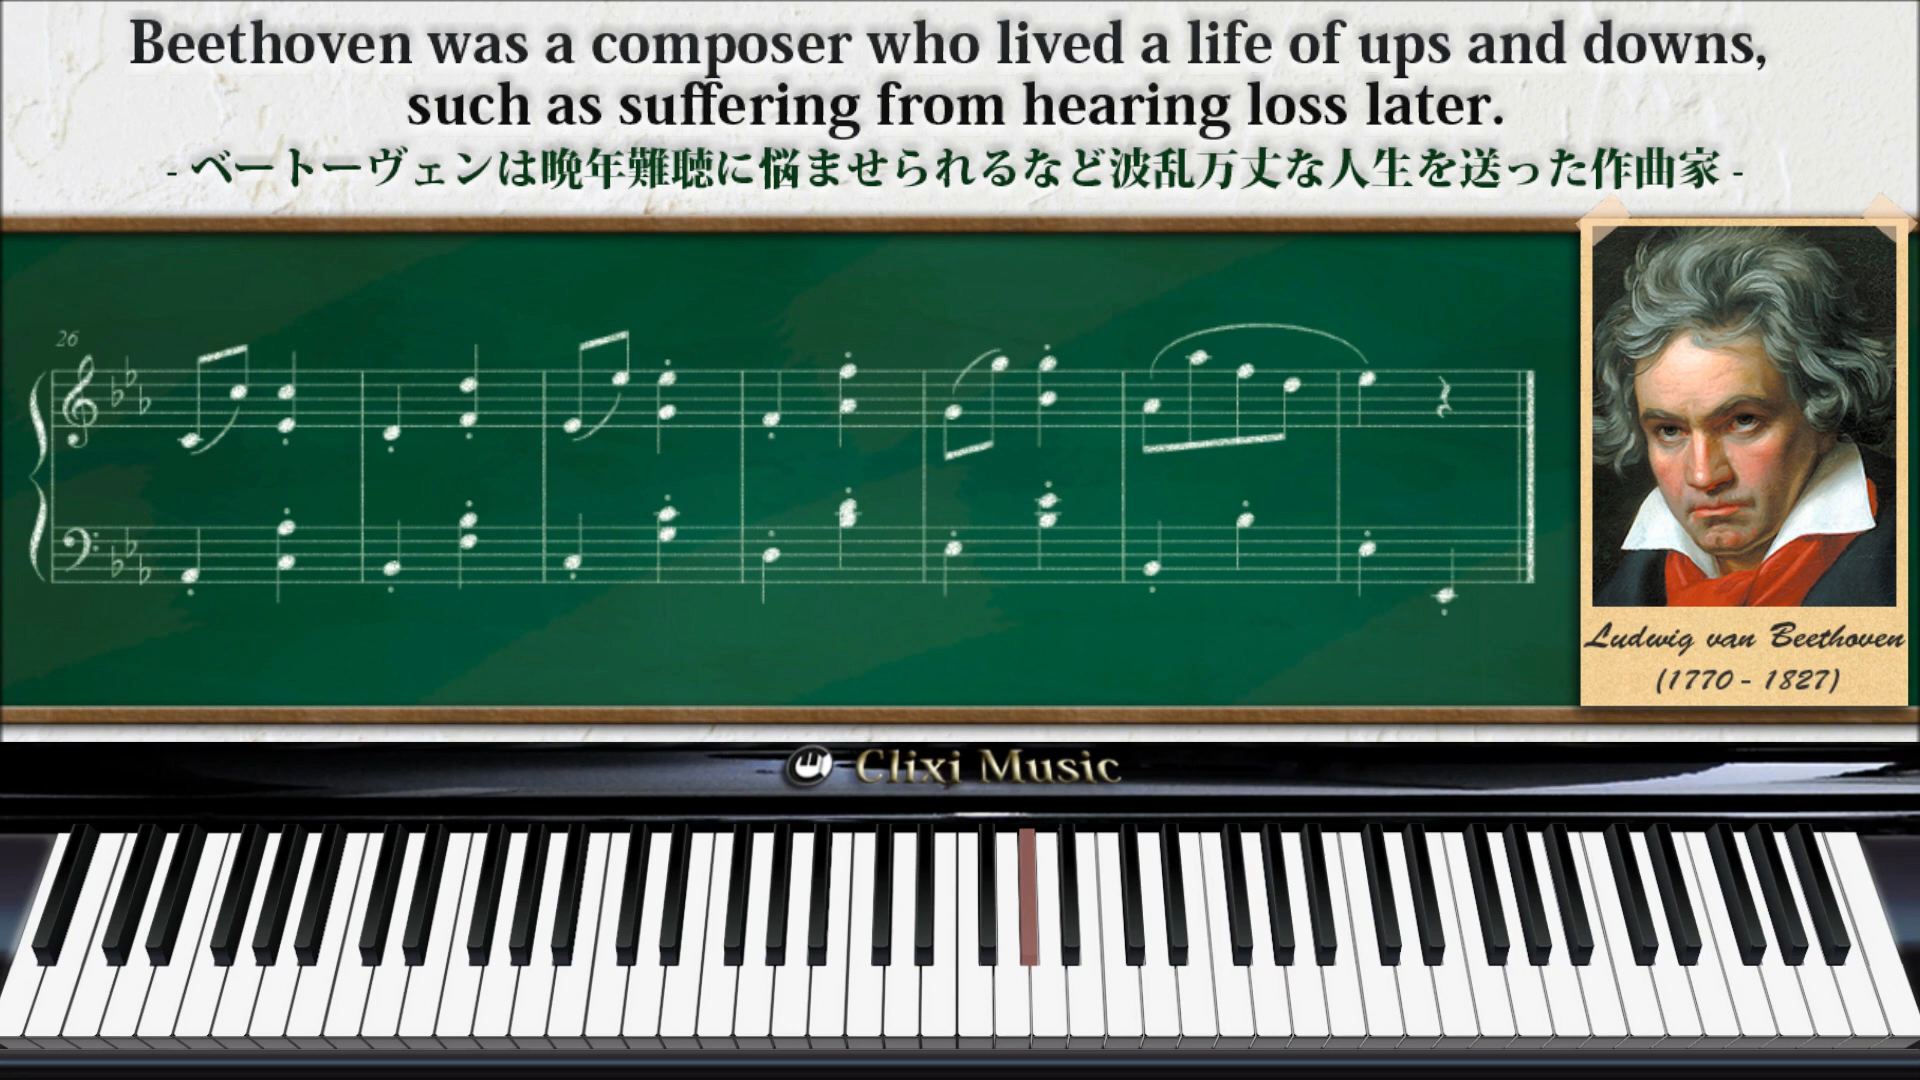 Beethoven was a composer who lived a life of ups and downs,
such as suffering from hearing loss later.
- ベートーヴェンは晩年難聴に悩ませられるなど波乱万丈な人生を送った作曲家 -
26
Ludwig van Beethoven
(1770 - 1827)
Clixi Music